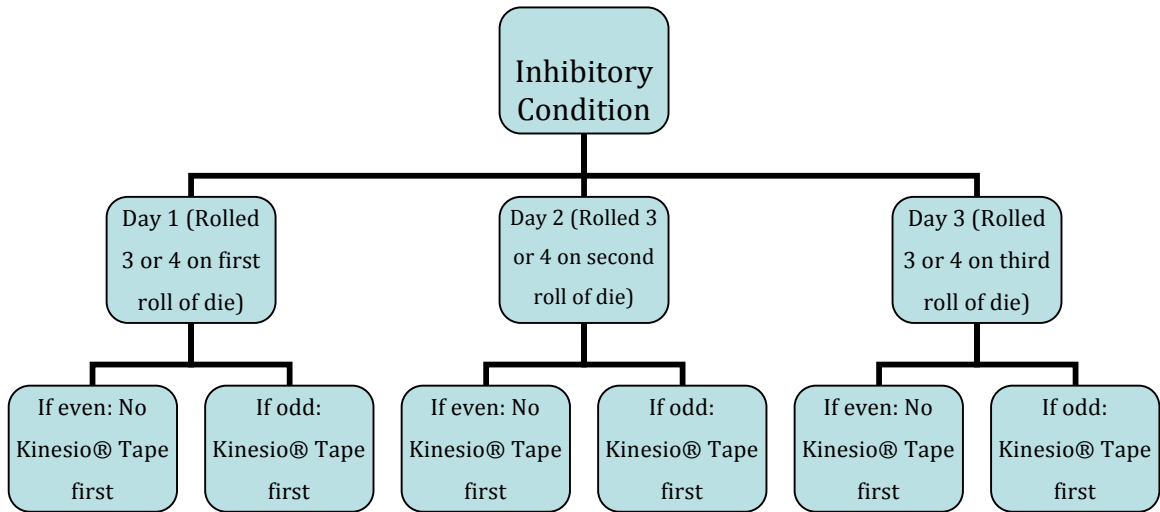 Inhibitory
Condition
Day 1 (Rolled
3 or 4 on first
roll of die)
Day 2 (Rolled 3
or 4 on second
roll of die)
Day 3 (Rolled
3 or 4 on third
roll of die)
If even: No
Kinesio® Tape
first
If odd:
Kinesio® Tape
first
If even: No
Kinesio® Tape
first
If odd:
Kinesio® Tape
first
If even: No
Kinesio® Tape
first
If odd:
Kinesio® Tape
first